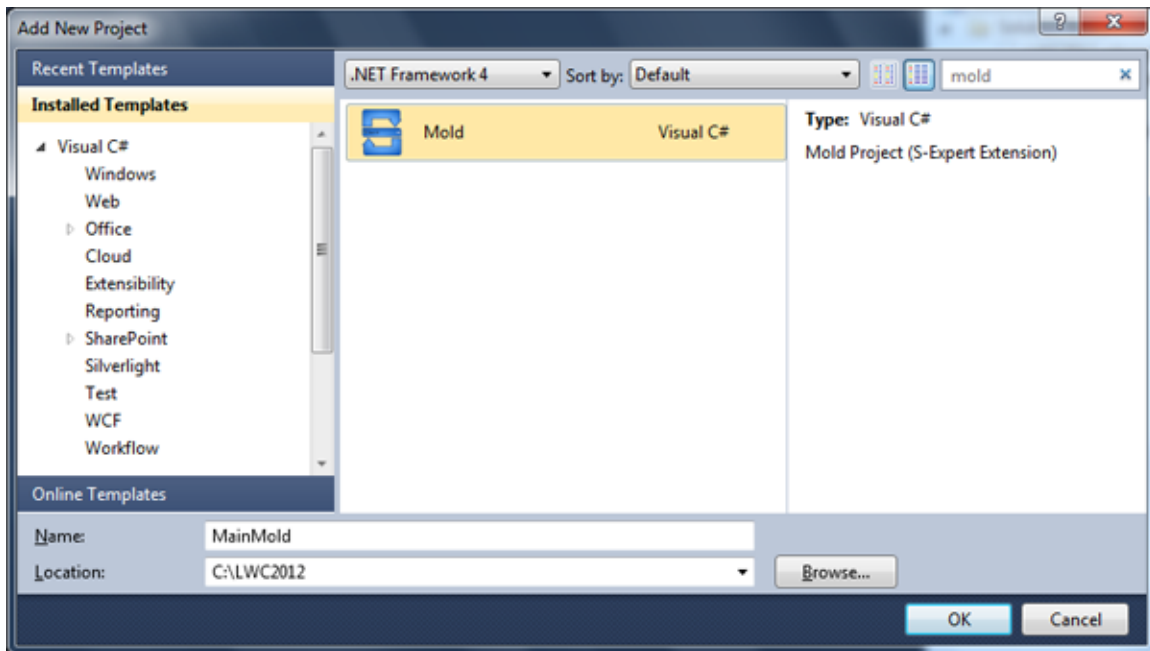 Add New Project
Recent Templates
.NET Framework 4 Sort by: Default mold
Installed Templates
Visual C#
Windows
Web
Office
Cloud
Extensibility
Reporting
SharePoint
Silverlight
Test
WCF
Workflow
Online Templates
Mold Visual C#
Type: Visual C#
Mold Project (S-Expert Extension)
Name: MainMold
Location: C:\LWC2012 Browse...
OK Cancel